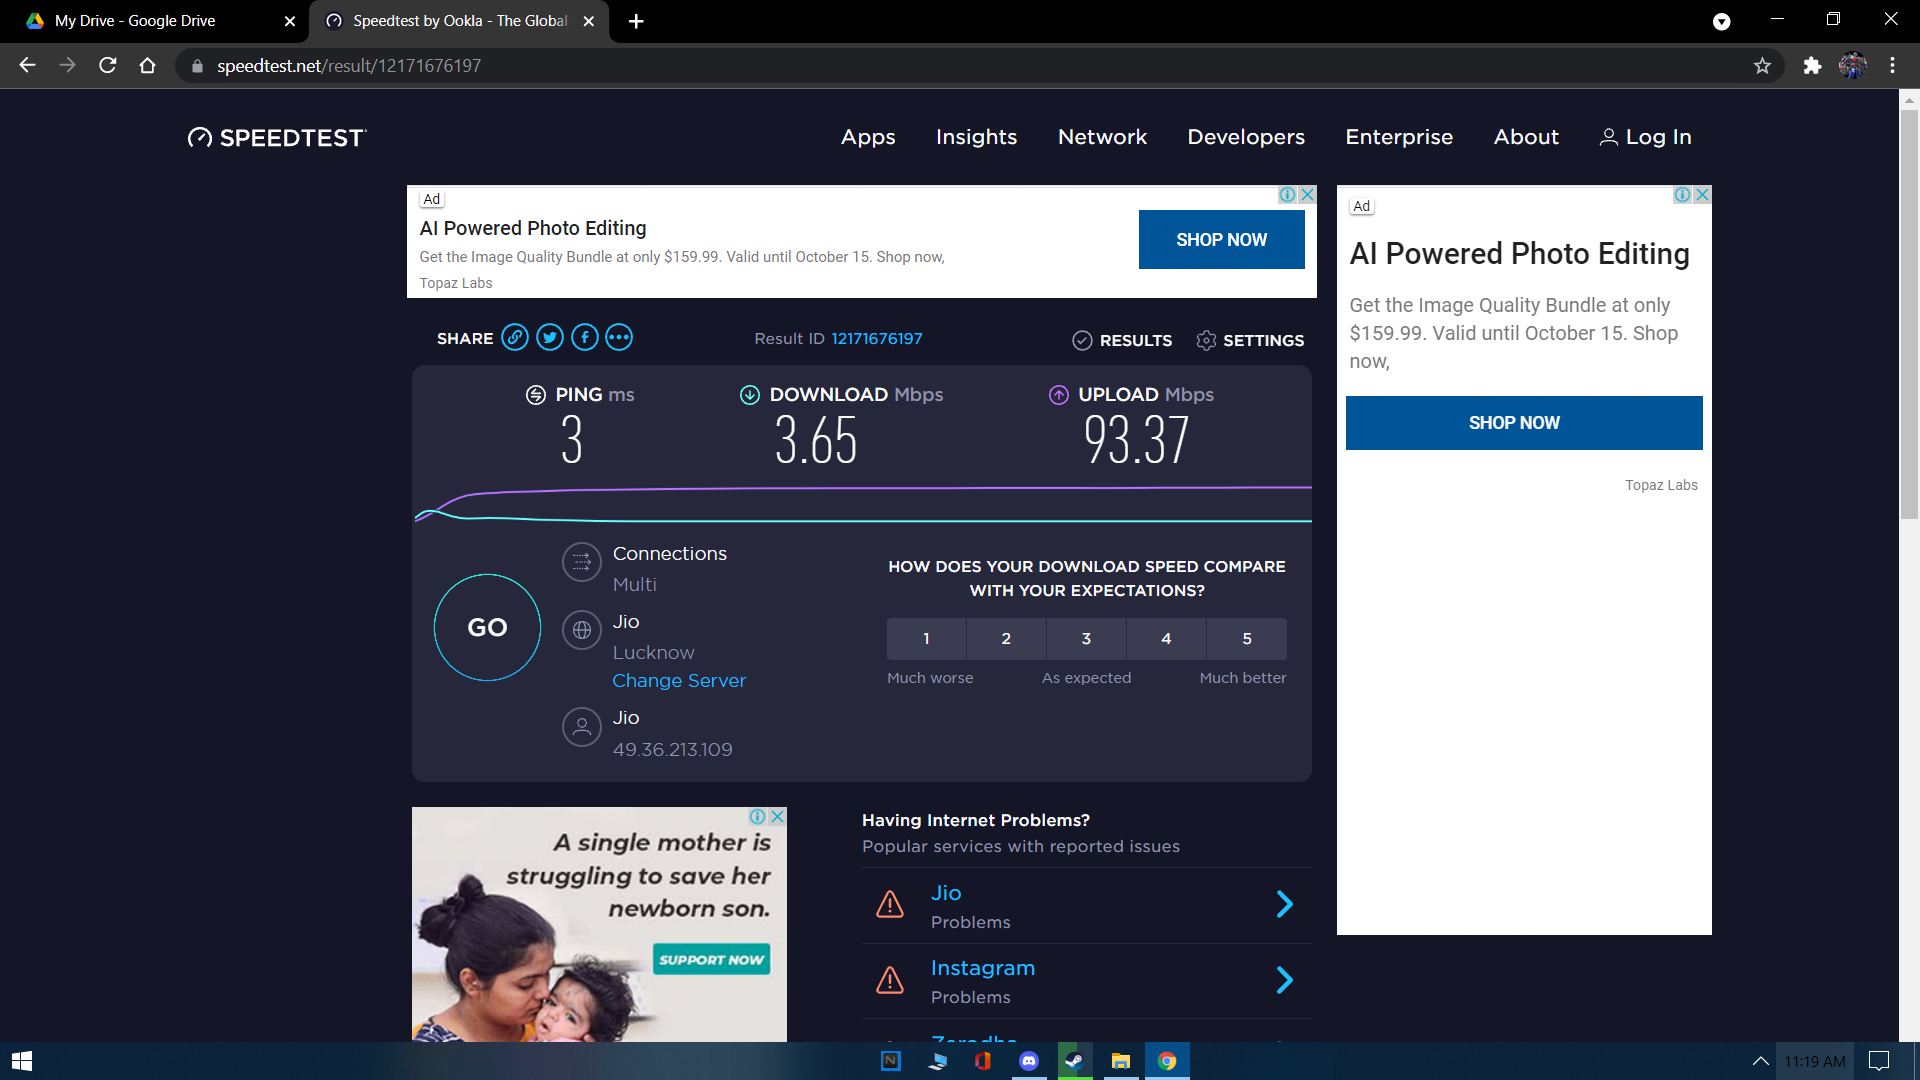 My Drive - Google Drive
Speedtest by Ookla - The Global
speedtest.net/result/12171676197
SPEEDTEST
Apps Insights Network Developers Enterprise About Log In
Ad
AI Powered Photo Editing
Get the Image Quality Bundle at only $159.99. Valid until October 15. Shop now,
Topaz Labs
SHOP NOW
Ad
AI Powered Photo Editing
Get the Image Quality Bundle at only
$159.99. Valid until October 15. Shop
now,
SHOP NOW
Topaz Labs
SHARE
Result ID 12171676197
RESULTS SETTINGS
PING ms DOWNLOAD Mbps UPLOAD Mbps
3 3.65 93.37
GO
Connections
Multi
Jio
Lucknow
Change Server
Jio
49.36.213.109
HOW DOES YOUR DOWNLOAD SPEED COMPARE
WITH YOUR EXPECTATIONS?
1 2 3 4 5
Much worse As expected Much better
A single mother is
struggling to save her
newborn son.
SUPPORT NOW
Having Internet Problems?
Popular services with reported issues
Jio
Problems
Instagram
Problems
Zerodha
11:19 AM